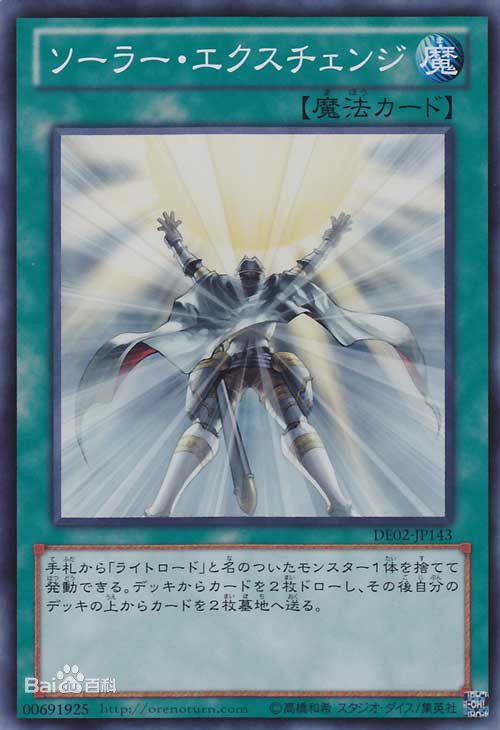 ソーラー・エクスチェンジ 魔
【魔法カード】
DE02-JP143
手札から「ライトロード」と名のついたモンスター1体を捨てて
発動できる。デッキからカードを2枚ドローし、その後自分の
デッキの上からカードを2枚墓地へ送る。
Bai百科
00691925 http://orenoturn.com ©高橋和希 スタジオ・ダイス/集英社